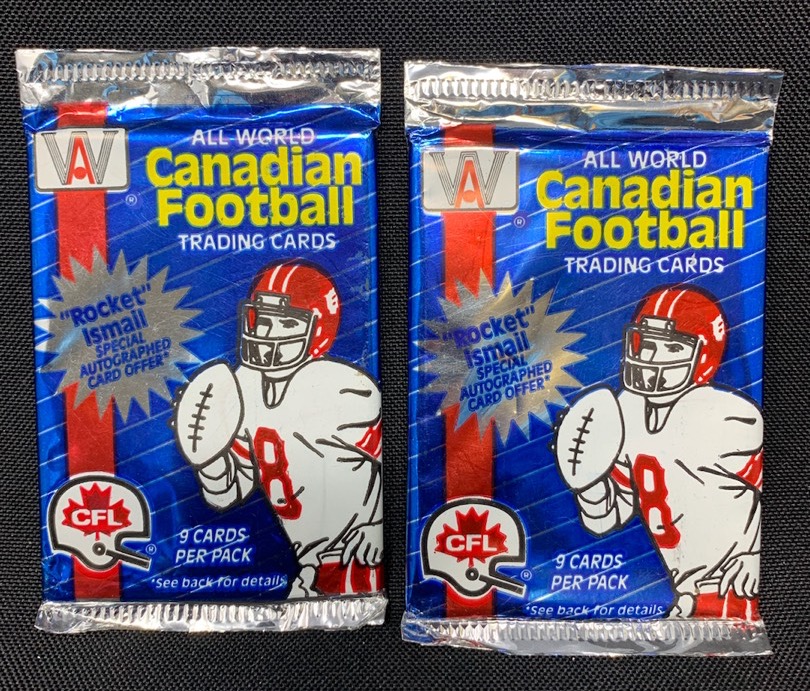 WA
ALL WORLD
Canadian
Football
TRADING CARDS
®
"Rocket"
Ismail
SPECIAL
AUTOGRAPHED
CARD OFFER*
8
CFL
®
9 CARDS
PER PACK
*See back for details
WA
ALL WORLD
Canadian
Football
TRADING CARDS
®
"Rocket"
Ismail
SPECIAL
AUTOGRAPHED
CARD OFFER*
8
CFL
®
9 CARDS
PER PACK
*See back for details